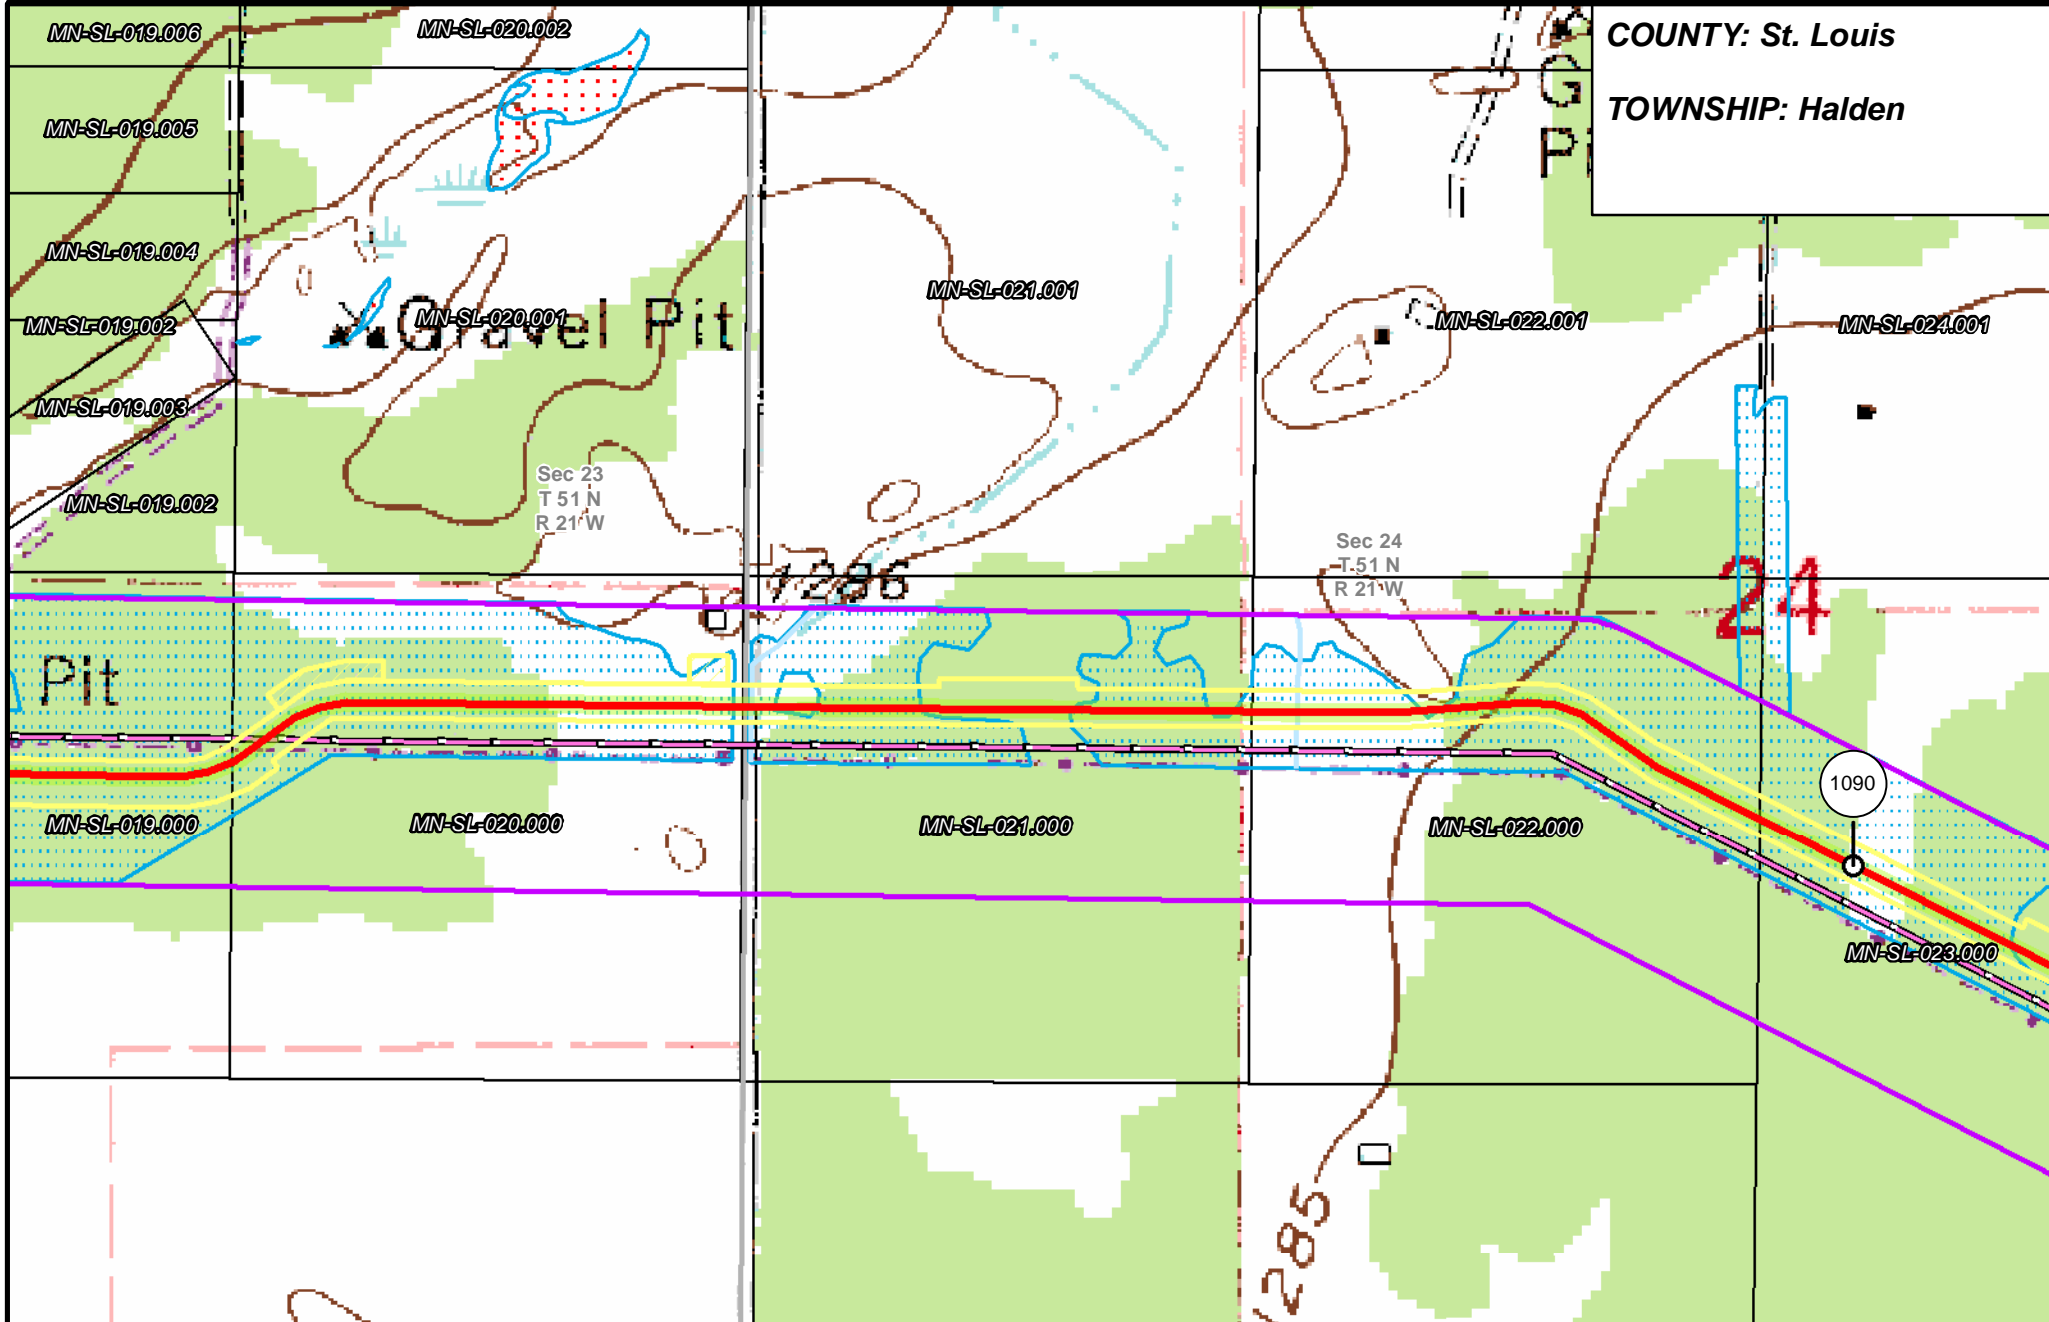 COUNTY: St. Louis
TOWNSHIP: Halden
MN-SL-019.006
MN-SL-020.002
G
Pi
MN-SL-019.005
MN-SL-019.004
MN-SL-021.001
MN-SL-019.002
Gravel Pit
MN-SL-020.001
MN-SL-022.001
MN-SL-024.001
MN-SL-019.003
MN-SL-019.002
Sec 23
T 51 N
R 21 W
Sec 24
T 51 N
R 21 W
1286
24
Pit
1090
MN-SL-019.000
MN-SL-020.000
MN-SL-021.000
MN-SL-022.000
MN-SL-023.000
1285